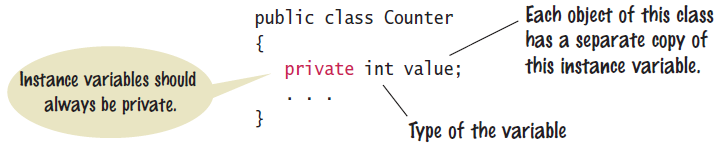 public class Counter
{
private int value;
. . .
}
Each object of this class
has a separate copy of
this instance variable.
Instance variables should
always be private.
Type of the variable